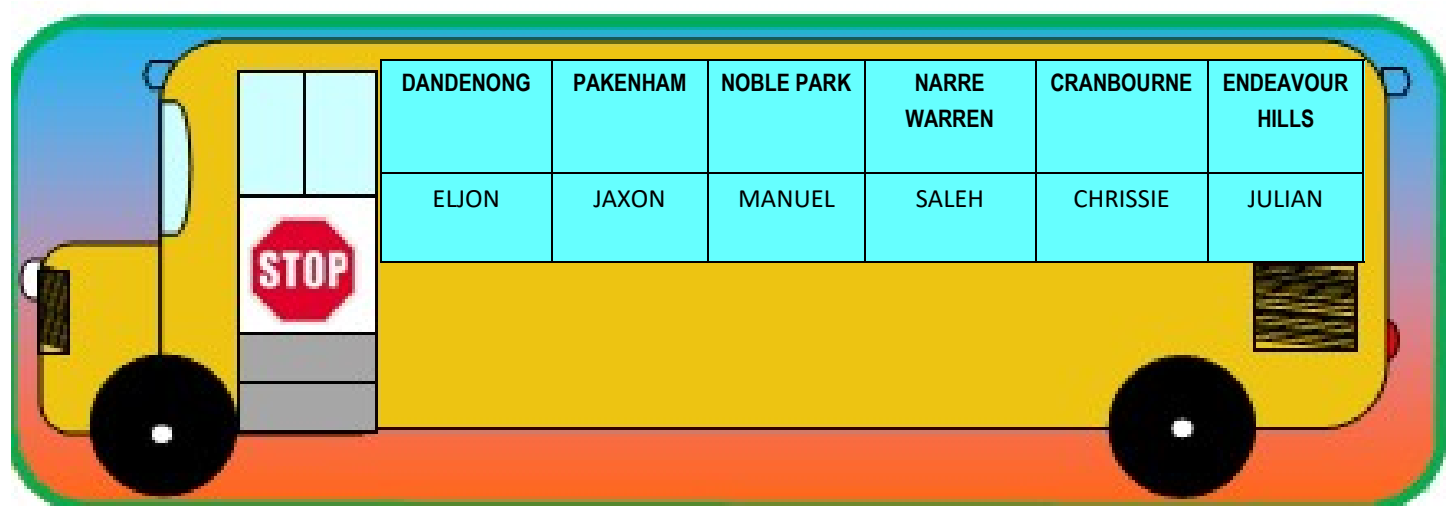 DANDENONG PAKENHAM NOBLE PARK NARRE WARREN CRANBOURNE ENDEAVOUR HILLS
ELJON JAXON MANUEL SALEH CHRISSIE JULIAN
STOP